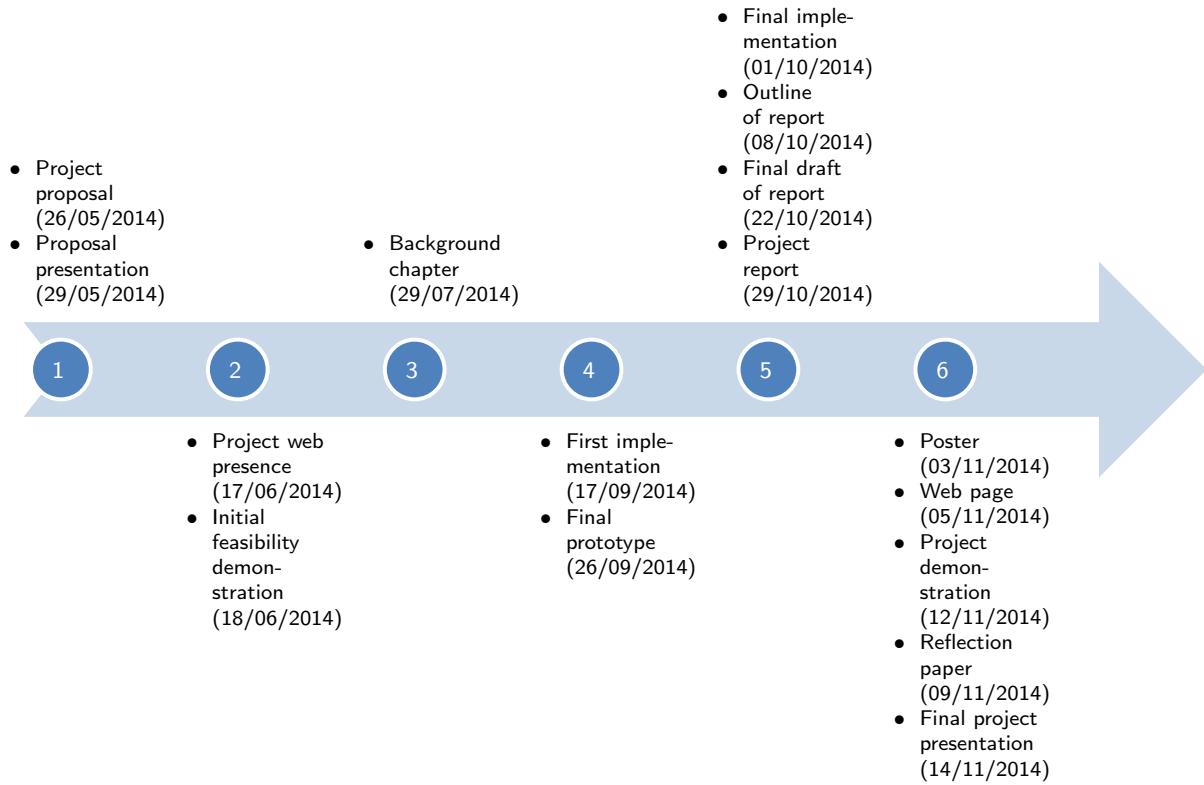 • Project
proposal
(26/05/2014)
• Proposal
presentation
(29/05/2014)
• Background
chapter
(29/07/2014)
• Final imple-
mentation
(01/10/2014)
• Outline
of report
(08/10/2014)
• Final draft
of report
(22/10/2014)
• Project
report
(29/10/2014)
1 2 3 4 5 6
• Project web
presence
(17/06/2014)
• Initial
feasibility
demon-
stration
(18/06/2014)
• First imple-
mentation
(17/09/2014)
• Final
prototype
(26/09/2014)
• Poster
(03/11/2014)
• Web page
(05/11/2014)
• Project
demon-
stration
(12/11/2014)
• Reflection
paper
(09/11/2014)
• Final project
presentation
(14/11/2014)